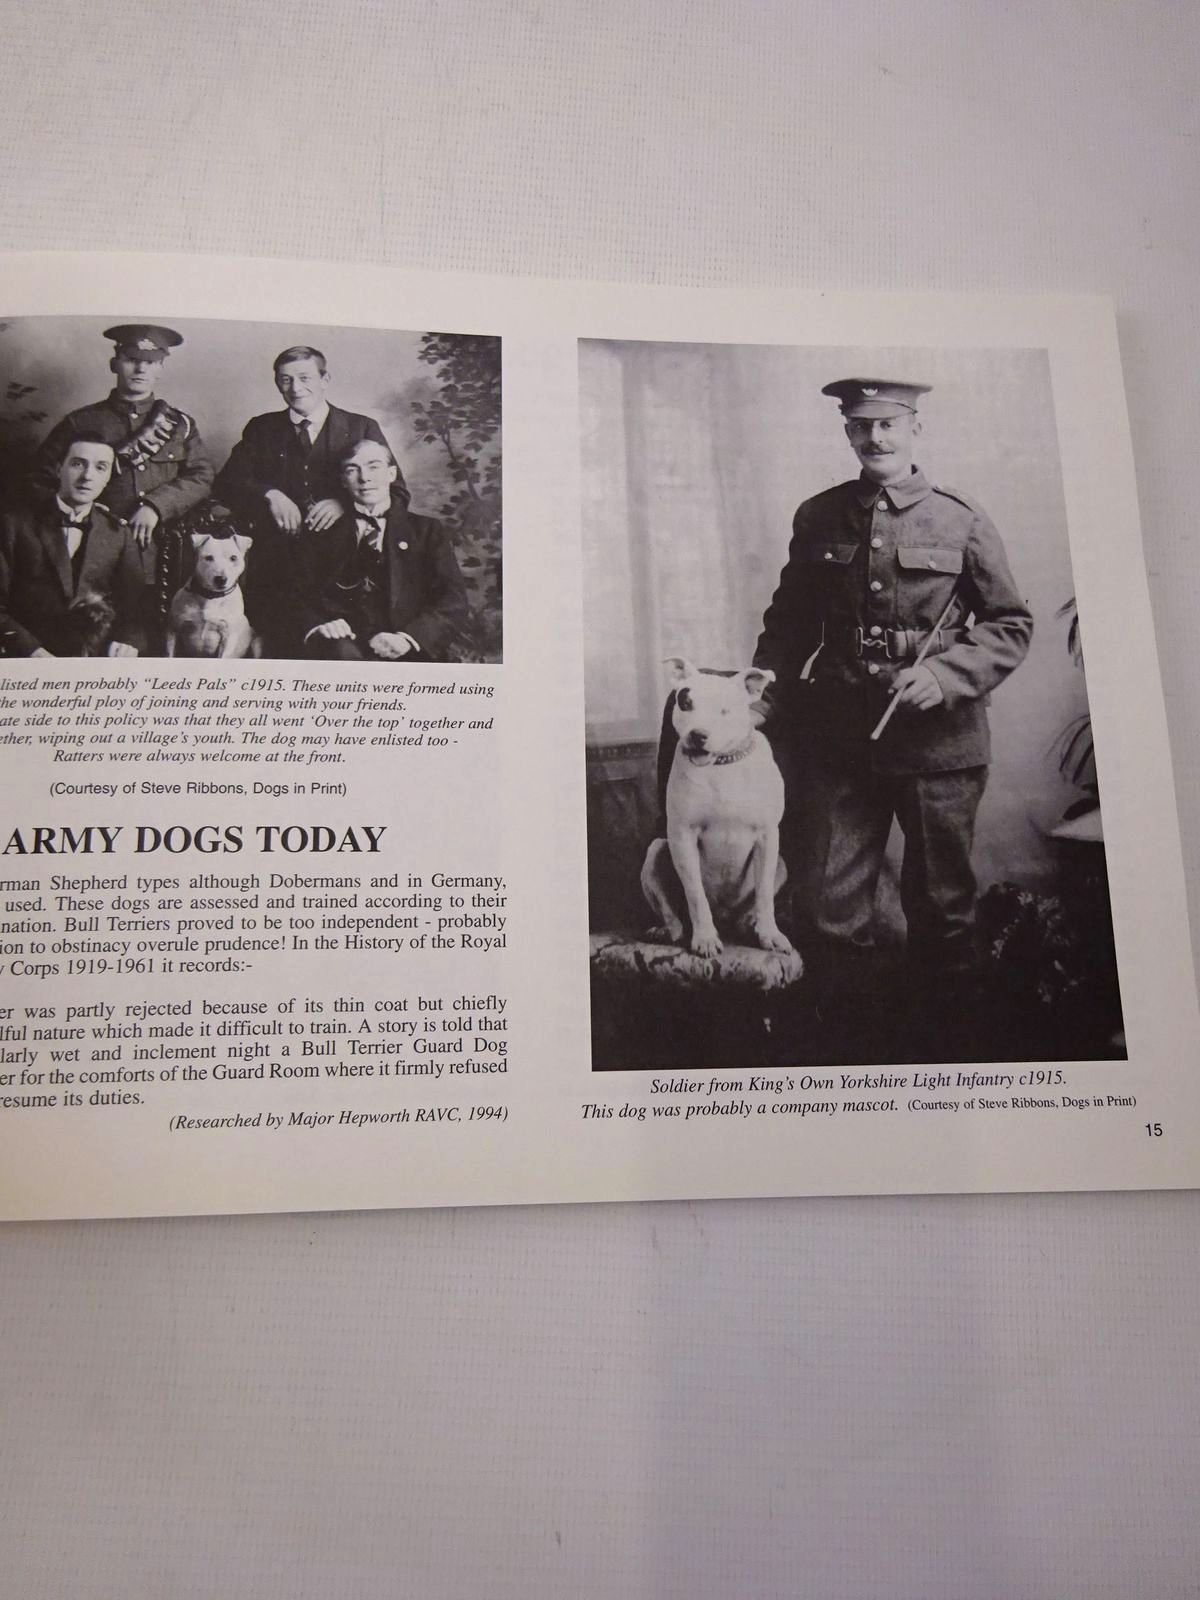 listed men probably "Leeds Pals" c1915. These units were formed using
the wonderful ploy of joining and serving with your friends.
ate side to this policy was that they all went 'Over the top' together and
ether, wiping out a village's youth. The dog may have enlisted too -
Ratters were always welcome at the front.
(Courtesy of Steve Ribbons, Dogs in Print)
ARMY DOGS TODAY
rman Shepherd types although Dobermans and in Germany,
used. These dogs are assessed and trained according to their
nation. Bull Terriers proved to be too independent - probably
ion to obstinacy overule prudence! In the History of the Royal
y Corps 1919-1961 it records:-
er was partly rejected because of its thin coat but chiefly
lful nature which made it difficult to train. A story is told that
larly wet and inclement night a Bull Terrier Guard Dog
er for the comforts of the Guard Room where it firmly refused
resume its duties.
(Researched by Major Hepworth RAVC, 1994)
Soldier from King's Own Yorkshire Light Infantry c1915.
This dog was probably a company mascot. (Courtesy of Steve Ribbons, Dogs in Print)
15